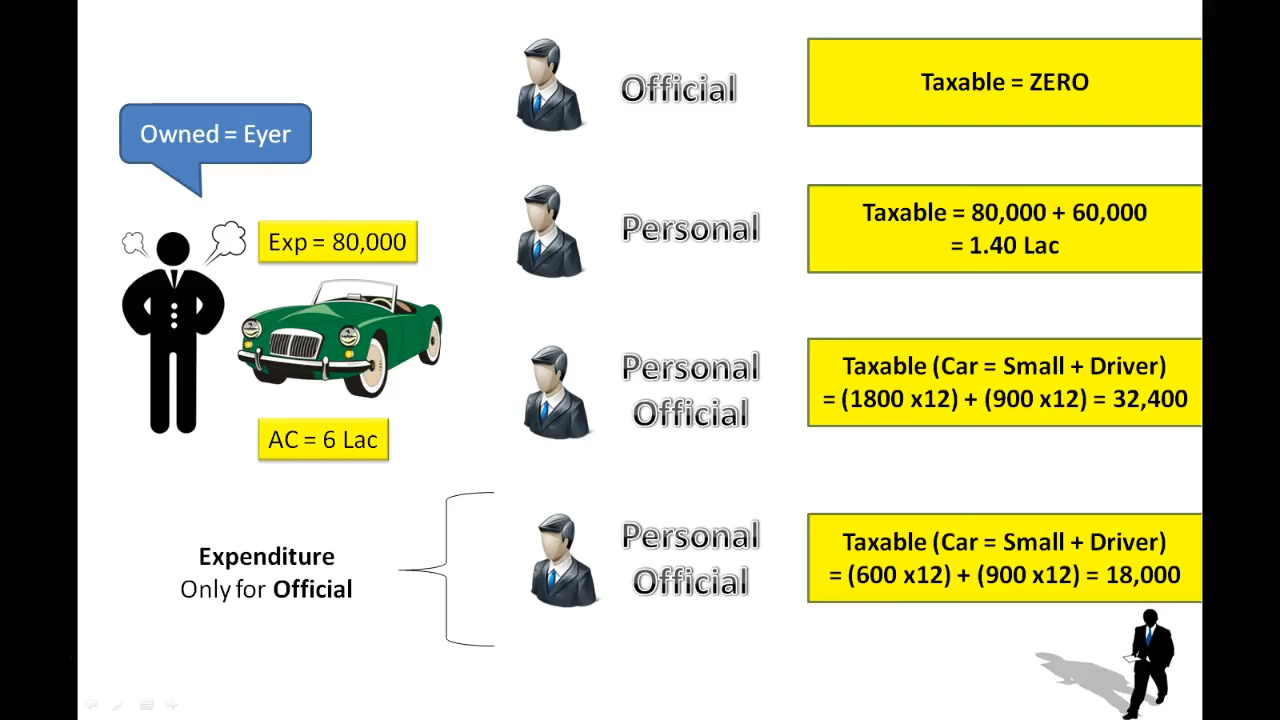 Owned = Eyer
Exp = 80,000
AC = 6 Lac
Expenditure
Only for Official
Official
Taxable = ZERO
Personal
Taxable = 80,000 + 60,000
= 1.40 Lac
Personal
Official
Taxable (Car = Small + Driver)
= (1800 x12) + (900 x12) = 32,400
Personal
Official
Taxable (Car = Small + Driver)
= (600 x12) + (900 x12) = 18,000